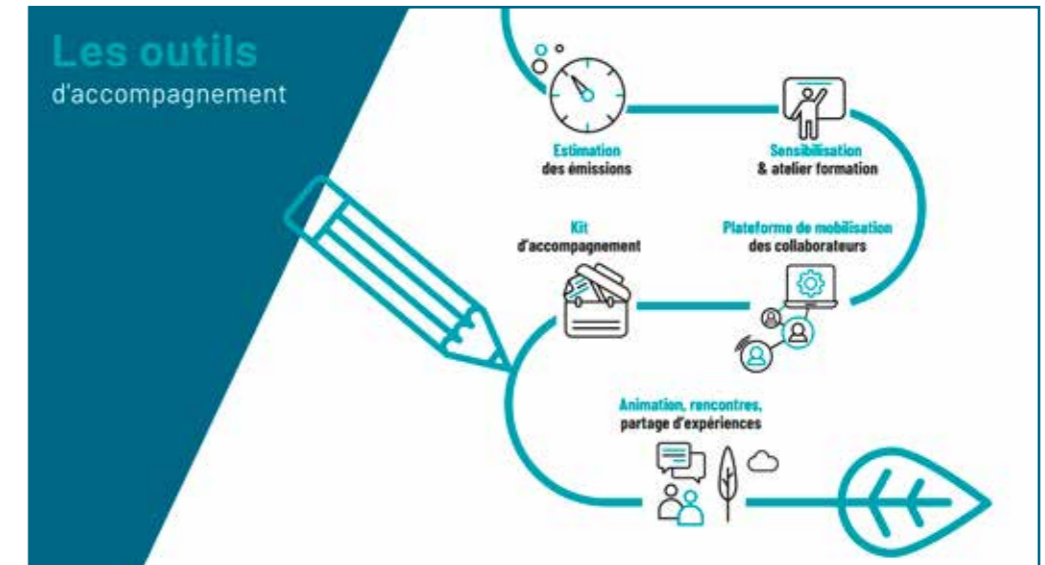 Les outils
d'accompagnement
Estimation
des émissions
Sensibilisation
& atelier formation
Plateforme de mobilisation
des collaborateurs
Kit
d'accompagnement
Animation, rencontres,
partage d'expériences